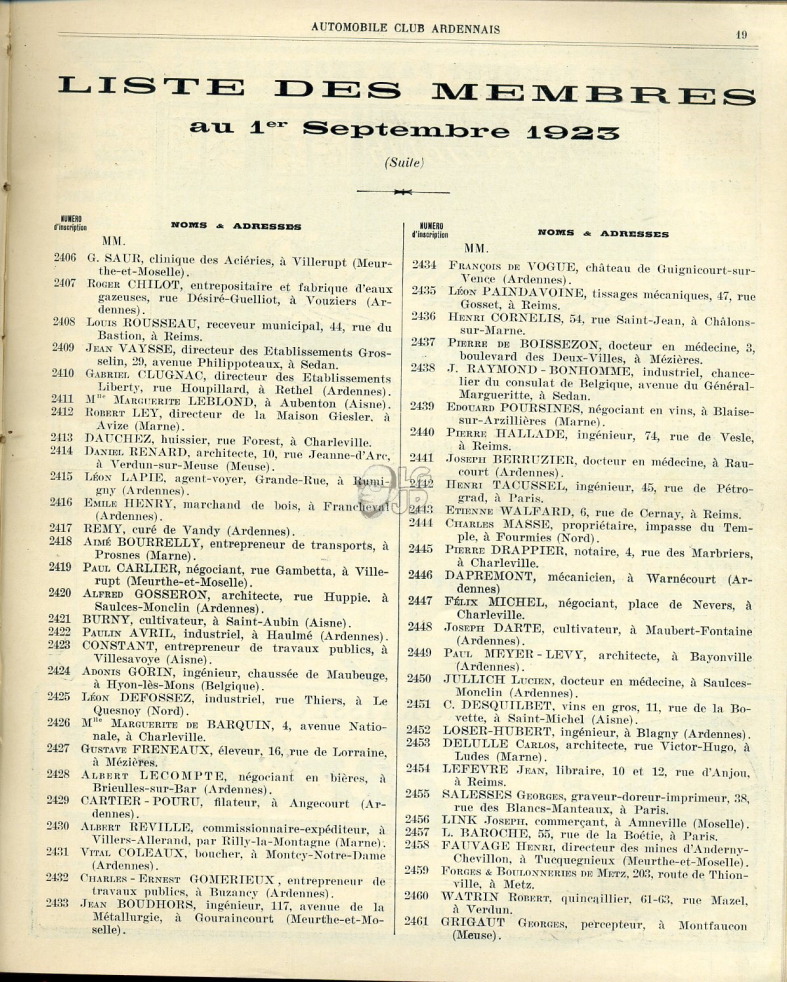 AUTOMOBILE CLUB ARDENNAIS
19
LISTE DES MEMBRES
au 1er Septembre 1923
(Suite)
NUMERO
d'inscription
NOMS & ADRESSES
MM.
2406 G. SAUR, clinique des Aciéries, à Villerupt (Meur-
the-et-Moselle).
2407 ROGER CHILOT, entrepositaire et fabrique d'eaux
gazeuses, rue Désiré-Guelliot, à Vouziers (Ar-
dennes).
2408 LOUIS ROUSSEAU, receveur municipal, 44, rue du
Bastion, à Reims.
2409 JEAN VAYSSE, directeur des Etablissements Gros-
selin, 29, avenue Philippoteaux, à Sedan.
2410 GABRIEL CLUGNAC, directeur des Etablissements
Liberty, rue Houpillard, à Rethel (Ardennes).
2411 Mlle MARGUERITE LEBLOND, à Aubenton (Aisne).
2412 ROBERT LEY, directeur de la Maison Giesler, à
Avize (Marne).
2413 DAUCHEZ, huissier, rue Forest, à Charleville.
2414 DANIEL RENARD, architecte, 10, rue Jeanne-d'Arc,
à Verdun-sur-Meuse (Meuse).
2415 LÉON LAPIE, agent-voyer, Grande-Rue, à Rumi-
gny (Ardennes).
2416 EMILE HENRY, marchand de bois, à Francheval
(Ardennes).
2417 REMY, curé de Vandy (Ardennes).
2418 AIMÉ BOURRELLY, entrepreneur de transports, à
Prosnes (Marne).
2419 PAUL CARLIER, négociant, rue Gambetta, à Ville-
rupt (Meurthe-et-Moselle).
2420 ALFRED GOSSERON, architecte, rue Huppie, à
Saulces-Monclin (Ardennes).
2421 BURNY, cultivateur, à Saint-Aubin (Aisne).
2422 PAULIN AVRIL, industriel, à Haulmé (Ardennes).
2423 CONSTANT, entrepreneur de travaux publics, à
Villesavoye (Aisne).
2424 ADONIS GORIN, ingénieur, chaussée de Maubeuge,
à Hyon-lès-Mons (Belgique).
2425 LÉON DEFOSSEZ, industriel, rue Thiers, à Le
Quesnoy (Nord).
2426 Mlle MARGUERITE DE BARQUIN, 4, avenue Natio-
nale, à Charleville.
2427 GUSTAVE FRENEAUX, éleveur, 16, rue de Lorraine,
à Mézières.
2428 ALBERT LECOMPTE, négociant en bières, à
Brieulles-sur-Bar (Ardennes).
2429 CARTIER-POURU, filateur, à Angecourt (Ar-
dennes).
2430 ALBERT REVILLE, commissionnaire-expéditeur, à
Villers-Allerand, par Rilly-la-Montagne (Marne).
2431 VITAL COLEAUX, boucher, à Montcy-Notre-Dame
(Ardennes).
2432 CHARLES-ERNEST GOMERIEUX, entrepreneur de
travaux publics, à Buzancy (Ardennes).
2433 JEAN BOUDHORS, ingénieur, 117, avenue de la
Métallurgie, à Gouraincourt (Meurthe-et-Mo-
selle).
NUMERO
d'inscription
NOMS & ADRESSES
MM.
2434 FRANÇOIS DE VOGUE, château de Guignicourt-sur-
Vence (Ardennes).
2435 LÉON PAINDAVOINE, tissages mécaniques, 47, rue
Gosset, à Reims.
2436 HENRI CORNELIS, 54, rue Saint-Jean, à Châlons-
sur-Marne.
2437 PIERRE DE BOISSEZON, docteur en médecine, 3,
boulevard des Deux-Villes, à Mézières.
2438 J. RAYMOND-BONHOMME, industriel, chance-
lier du consulat de Belgique, avenue du Général-
Margueritte, à Sedan.
2439 EDOUARD POURSINES, négociant en vins, à Blaise-
sur-Arzillières (Marne).
2440 PIERRE HALLADE, ingénieur, 74, rue de Vesle,
à Reims.
2441 JOSEPH BERRUZIER, docteur en médecine, à Rau-
court (Ardennes).
2442 HENRI TACUSSEL, ingénieur, 45, rue de Pétro-
grad, à Paris.
2443 ETIENNE WALFARD, 6, rue de Cernay, à Reims.
2444 CHARLES MASSE, propriétaire, impasse du Tem-
ple, à Fourmies (Nord).
2445 PIERRE DRAPPIER, notaire, 4, rue des Marbriers,
à Charleville.
2446 DAPREMONT, mécanicien, à Warnécourt (Ar-
dennes)
2447 FÉLIX MICHEL, négociant, place de Nevers, à
Charleville.
2448 JOSEPH DARTE, cultivateur, à Maubert-Fontaine
(Ardennes).
2449 PAUL MEYER-LEVY, architecte, à Bayonville
(Ardennes).
2450 JULLICH LUCIEN, docteur en médecine, à Saulces-
Monclin (Ardennes).
2451 C. DESQUILBET, vins en gros, 11, rue de la Bo-
vette, à Saint-Michel (Aisne).
2452 LOSER-HUBERT, ingénieur, à Blagny (Ardennes).
2453 DELULLE CARLOS, architecte, rue Victor-Hugo, à
Ludes (Marne).
2454 LEFEVRE JEAN, libraire, 10 et 12, rue d'Anjou,
à Reims.
2455 SALESSES GEORGES, graveur-doreur-imprimeur, 38,
rue des Blancs-Manteaux, à Paris.
2456 LINK JOSEPH, commerçant, à Amneville (Moselle).
2457 L. BAROCHE, 55, rue de la Boétie, à Paris.
2458 FAUVAGE HENRI, directeur des mines d'Anderny-
Chevillon, à Tucquegnieux (Meurthe-et-Moselle).
2459 FORGES & BOULONNERIES DE METZ, 203, route de Thion-
ville, à Metz.
2460 WATRIN ROBERT, quincaillier, 61-63, rue Mazel,
à Verdun.
2461 GRIGAUT GEORGES, percepteur, à Montfaucon
(Meuse).
LG
JP